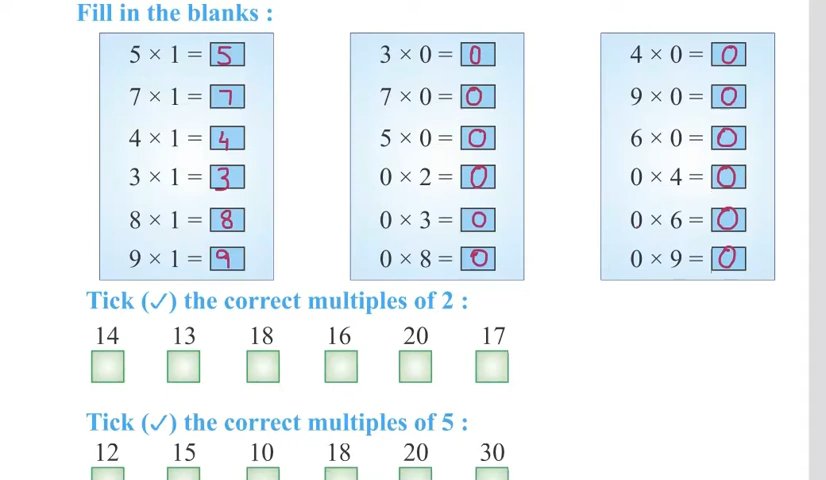 Fill in the blanks :
5 × 1 = 5
7 × 1 = 7
4 × 1 = 4
3 × 1 = 3
8 × 1 = 8
9 × 1 = 9
3 × 0 = 0
7 × 0 = 0
5 × 0 = 0
0 × 2 = 0
0 × 3 = 0
0 × 8 = 0
4 × 0 = 0
9 × 0 = 0
6 × 0 = 0
0 × 4 = 0
0 × 6 = 0
0 × 9 = 0
Tick (✓) the correct multiples of 2 :
14 13 18 16 20 17
Tick (✓) the correct multiples of 5 :
12 15 10 18 20 30